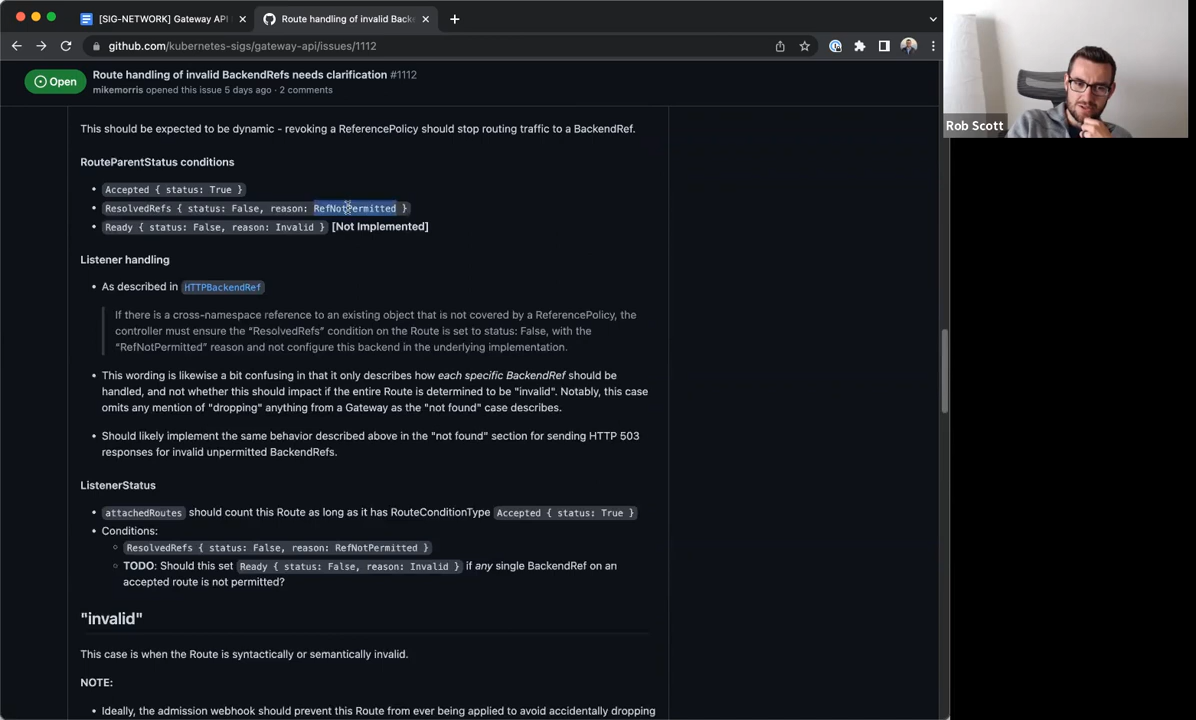 [SIG-NETWORK] Gateway API
Route handling of invalid Backe
github.com/kubernetes-sigs/gateway-api/issues/1112
Open
Route handling of invalid BackendRefs needs clarification #1112
mikemorris opened this issue 5 days ago · 2 comments
Rob Scott
This should be expected to be dynamic - revoking a ReferencePolicy should stop routing traffic to a BackendRef.
RouteParentStatus conditions
• Accepted { status: True }
• ResolvedRefs { status: False, reason: RefNotPermitted }
• Ready { status: False, reason: Invalid } [Not Implemented]
Listener handling
• As described in HTTPBackendRef
If there is a cross-namespace reference to an existing object that is not covered by a ReferencePolicy, the
controller must ensure the “ResolvedRefs” condition on the Route is set to status: False, with the
“RefNotPermitted” reason and not configure this backend in the underlying implementation.
• This wording is likewise a bit confusing in that it only describes how each specific BackendRef should be
handled, and not whether this should impact if the entire Route is determined to be "invalid". Notably, this case
omits any mention of "dropping" anything from a Gateway as the "not found" case describes.
• Should likely implement the same behavior described above in the "not found" section for sending HTTP 503
responses for invalid unpermitted BackendRefs.
ListenerStatus
• attachedRoutes should count this Route as long as it has RouteConditionType Accepted { status: True }
• Conditions:
○ ResolvedRefs { status: False, reason: RefNotPermitted }
○ TODO: Should this set Ready { status: False, reason: Invalid } if any single BackendRef on an
accepted route is not permitted?
"invalid"
This case is when the Route is syntactically or semantically invalid.
NOTE:
• Ideally, the admission webhook should prevent this Route from ever being applied to avoid accidentally dropping